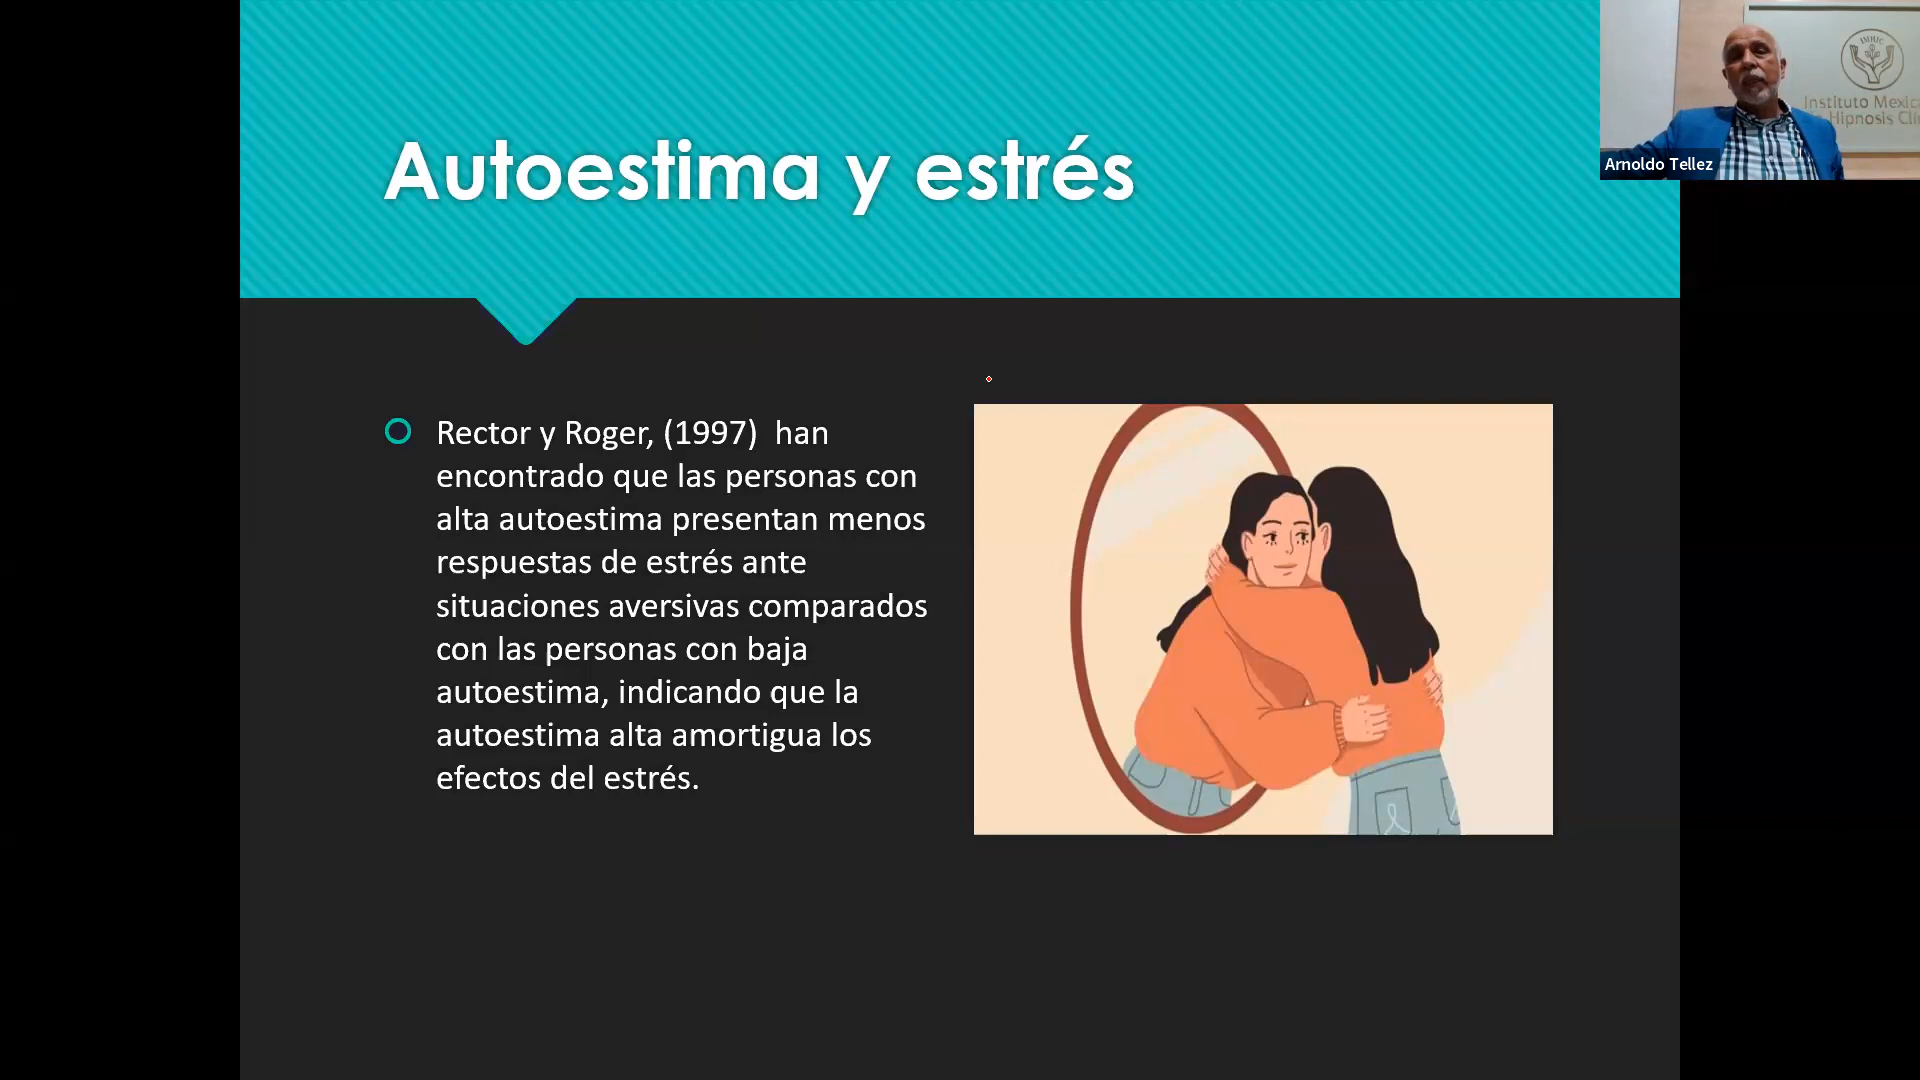 Autoestima y estrés
Rector y Roger, (1997)  han
encontrado que las personas con
alta autoestima presentan menos
respuestas de estrés ante
situaciones aversivas comparados
con las personas con baja
autoestima, indicando que la
autoestima alta amortigua los
efectos del estrés.
IMHIC
Instituto Mexica
Hipnosis Clí
Arnoldo Tellez